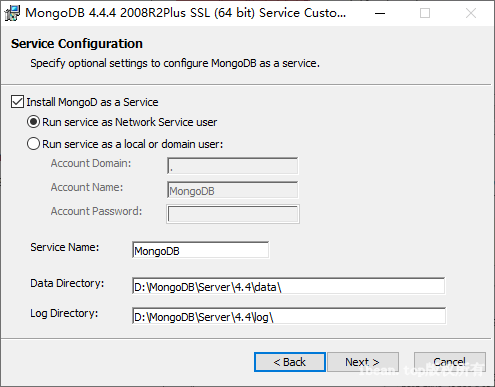 MongoDB 4.4.4 2008R2Plus SSL (64 bit) Service Custo...
Service Configuration
Specify optional settings to configure MongoDB as a service.
Install MongoD as a Service
Run service as Network Service user
Run service as a local or domain user:
Account Domain: .
Account Name: MongoDB
Account Password:
Service Name: MongoDB
Data Directory: D:\MongoDB\Server\4.4\data\
Log Directory: D:\MongoDB\Server\4.4\log\
< Back Next > Cancel